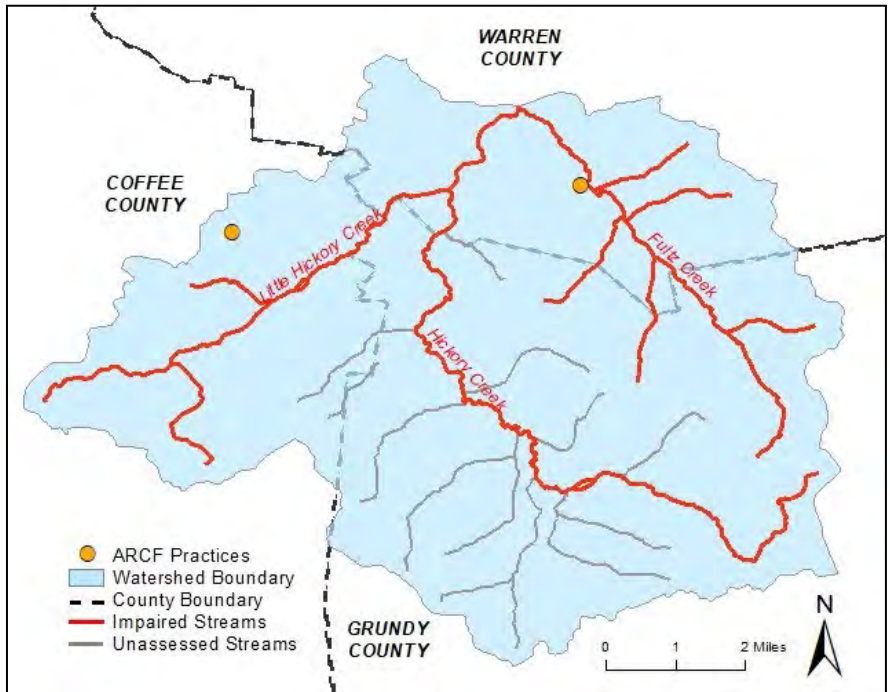 WARREN
COUNTY
COFFEE
COUNTY
Little Hickory Creek
Fultz Creek
Hickory Creek
ARCF Practices
Watershed Boundary
County Boundary
Impaired Streams
Unassessed Streams
GRUNDY
COUNTY
0 1 2 Miles
N